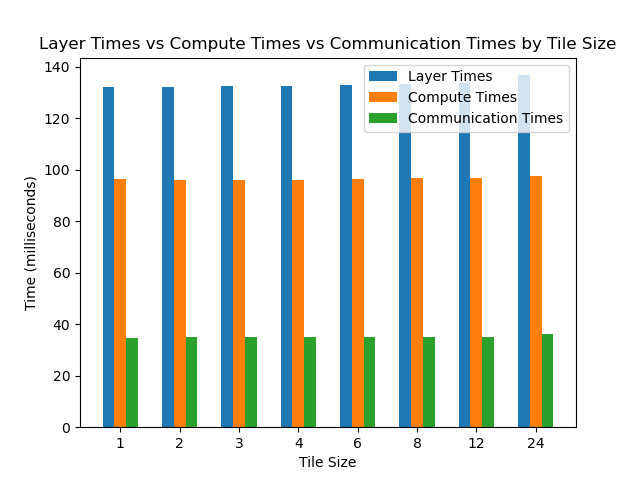 Layer Times vs Compute Times vs Communication Times by Tile Size
Layer Times
Compute Times
Communication Times
Time (milliseconds)
140
120
100
80
60
40
20
0
1 2 3 4 6 8 12 24
Tile Size